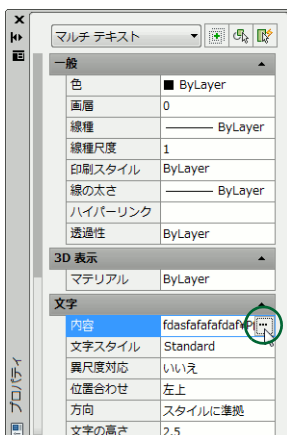 マルチ テキスト
一般
色 ■ ByLayer
画層 0
線種 ByLayer
線種尺度 1
印刷スタイル ByLayer
線の太さ ByLayer
ハイパーリンク
透過性 ByLayer
3D 表示
マテリアル ByLayer
文字
内容 fdasfafafafdaf¥P ...
文字スタイル Standard
異尺度対応 いいえ
位置合わせ 左上
方向 スタイルに準拠
文字の高さ 2.5
プロパティ